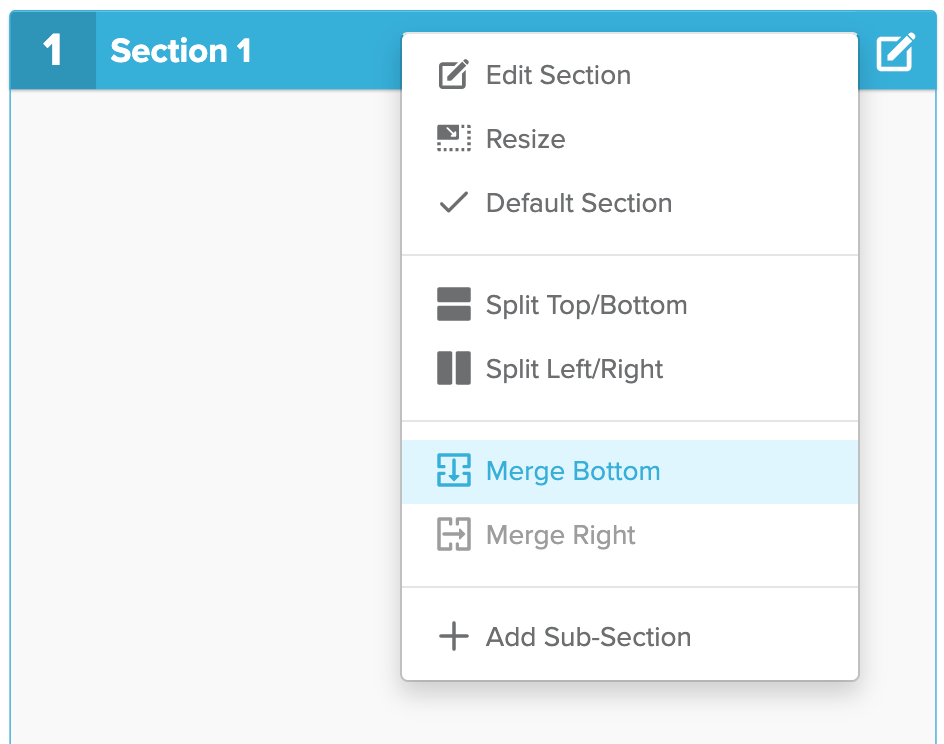 1 Section 1
Edit Section
Resize
Default Section
Split Top/Bottom
Split Left/Right
Merge Bottom
Merge Right
Add Sub-Section